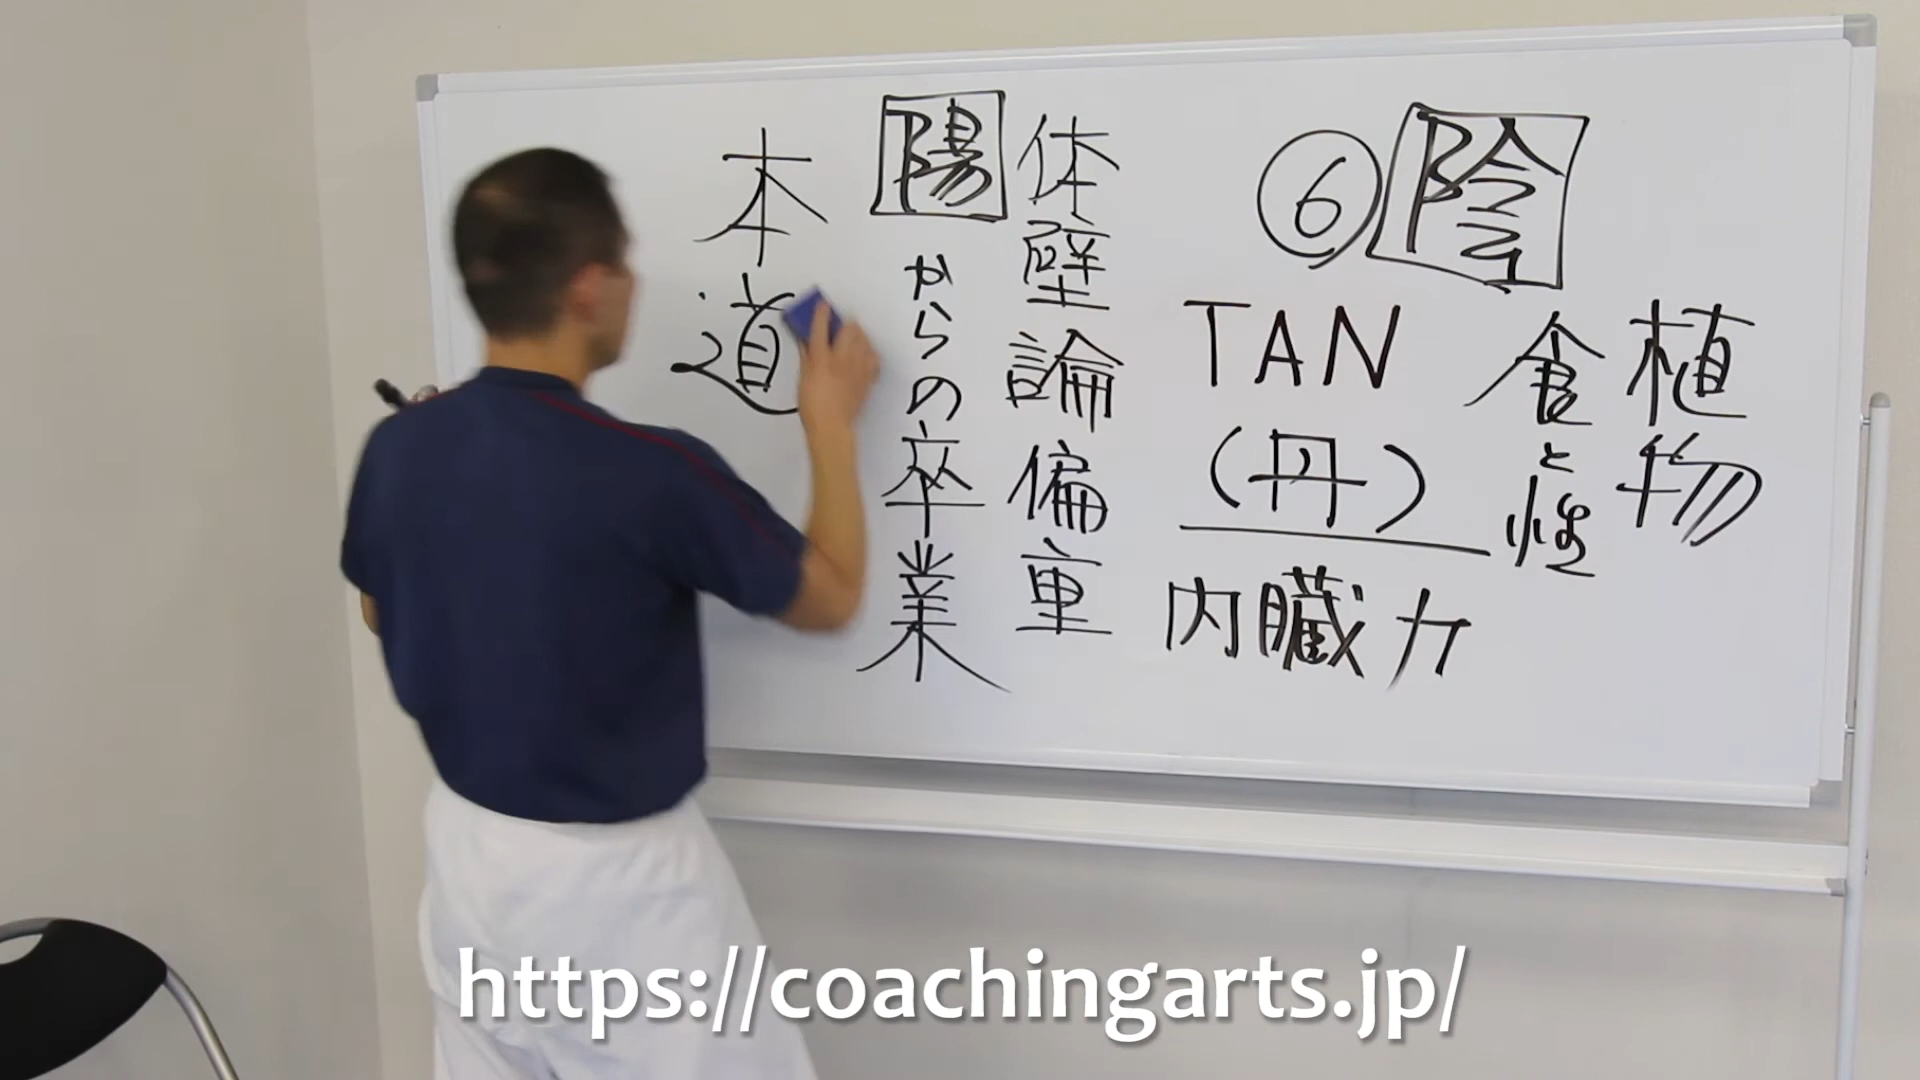 ⑥陰
植物
食と性
TAN
(丹)
内臓力
体壁論偏重
陽からの卒業
本道
https://coachingarts.jp/